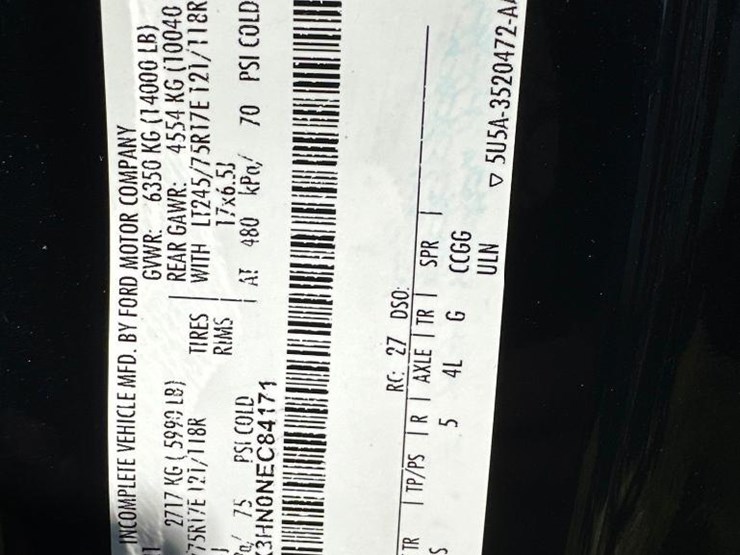 INCOMPLETE VEHICLE MFD. BY FORD MOTOR COMPANY
GVWR: 6350 KG (14000 LB)
2717 KG (5990 LB) REAR GAWR: 4554 KG (10040
75R17E 121/118R TIRES WITH LT245/75R17E 121/118R
J RIMS 17x6.5J
75 PSI COLD AT 480 kPa/ 70 PSI COLD
3HN0NEC84171
RC: 27 DSO:
TR TP/PS R AXLE TR SPR
S 5 4L G CCGG
ULN
▽ 5U5A-3520472-A